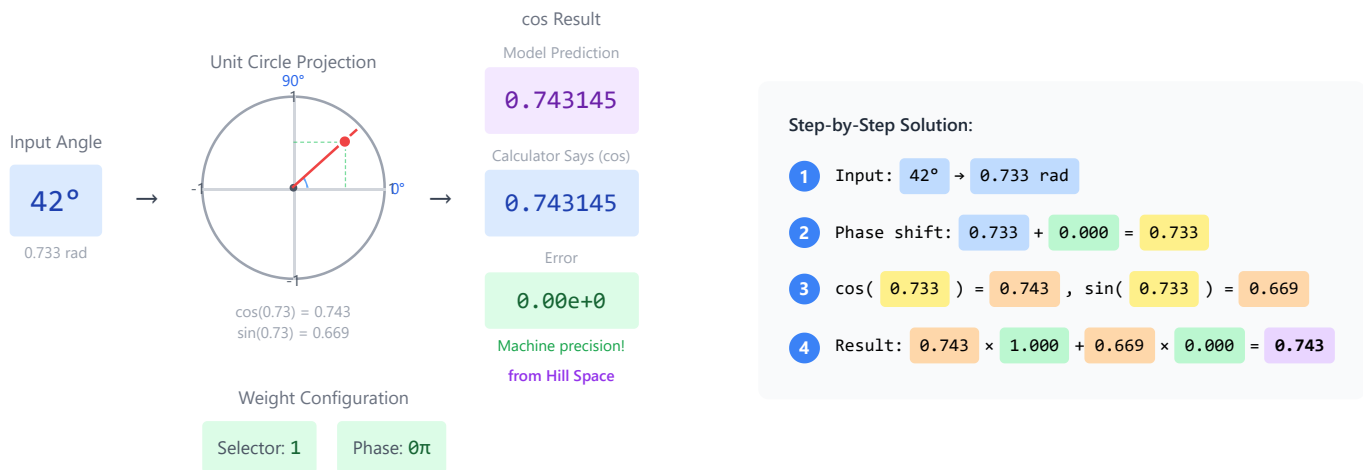 cos Result
Model Prediction
0.743145
Calculator Says (cos)
0.743145
Error
0.00e+0
Machine precision!
from Hill Space
Unit Circle Projection
90°
1
-1
0°
1
-1
cos(0.73) = 0.743
sin(0.73) = 0.669
Input Angle
42°
0.733 rad
→
→
Weight Configuration
Selector: 1
Phase: 0π
Step-by-Step Solution:
1 Input: 42° → 0.733 rad
2 Phase shift: 0.733 + 0.000 = 0.733
3 cos( 0.733 ) = 0.743 , sin( 0.733 ) = 0.669
4 Result: 0.743 × 1.000 + 0.669 × 0.000 = 0.743